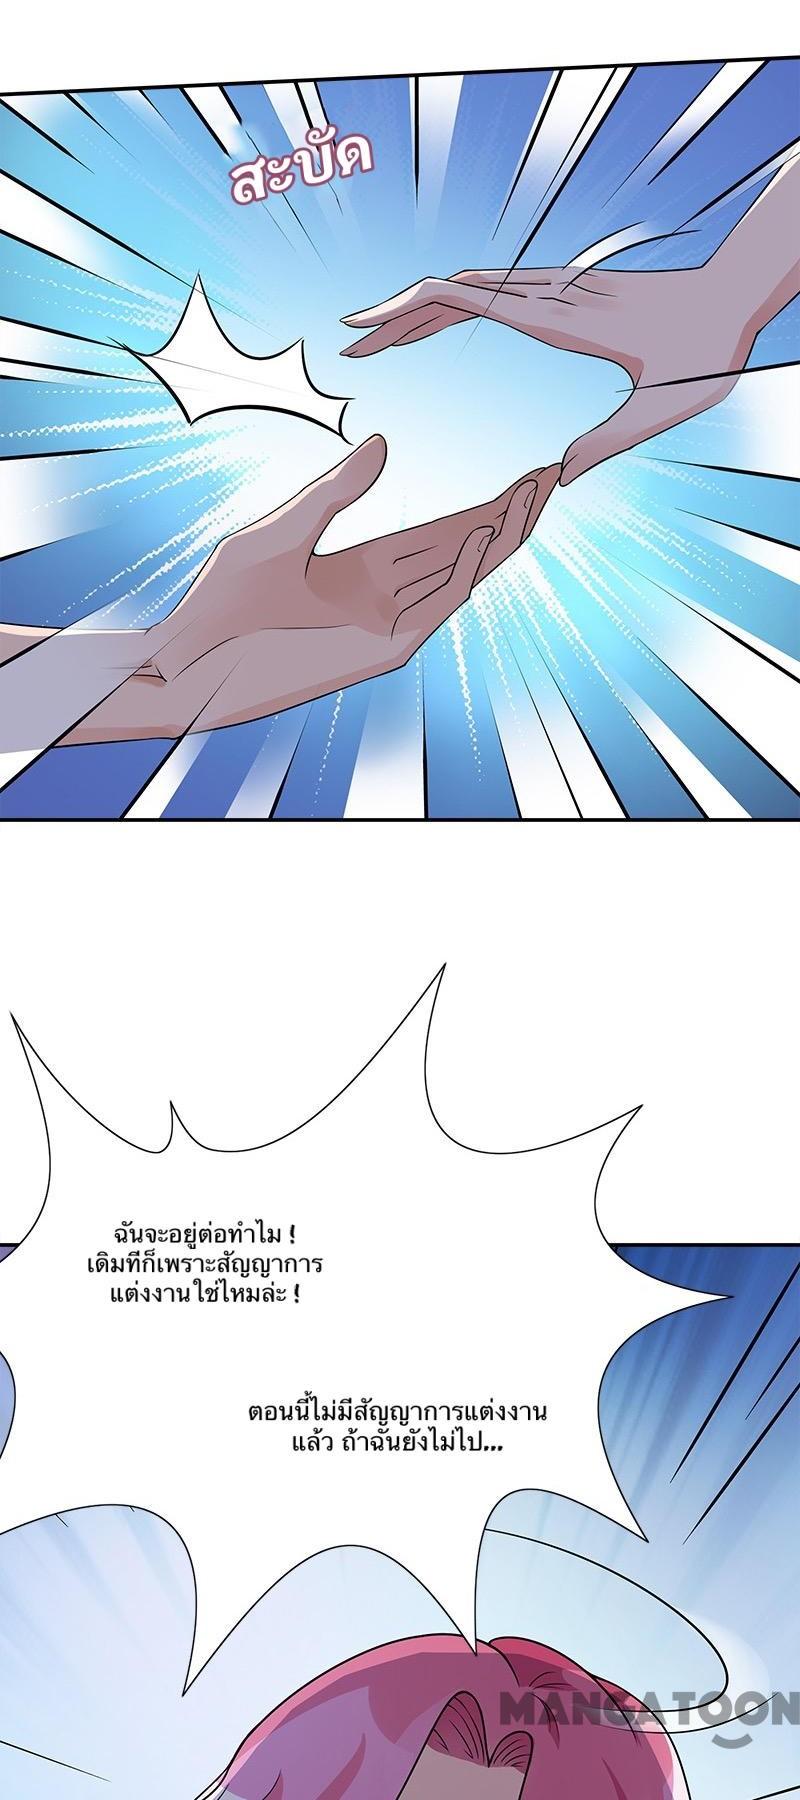 สะบัด
ฉันจะอยู่ต่อทำไม !
เดิมทีก็เพราะสัญญาการ
แต่งงานใช่ไหมล่ะ !
ตอนนี้ไม่มีสัญญาการแต่งงาน
แล้ว ถ้าฉันยังไม่ไป...
MANGATOON